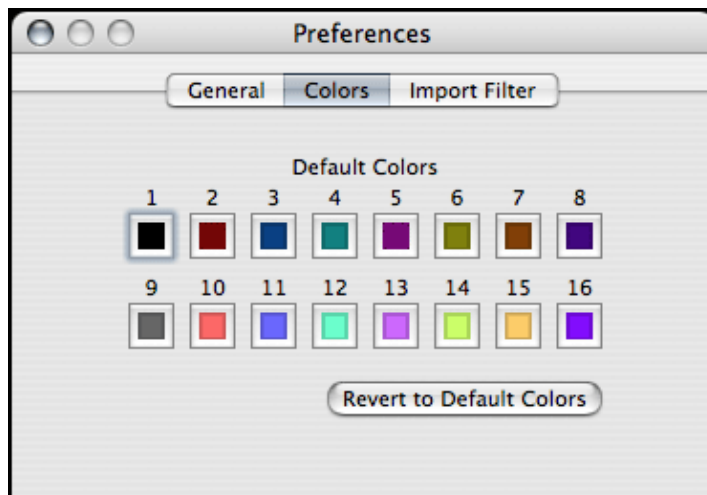 Preferences
General Colors Import Filter
Default Colors
1 2 3 4 5 6 7 8
9 10 11 12 13 14 15 16
Revert to Default Colors